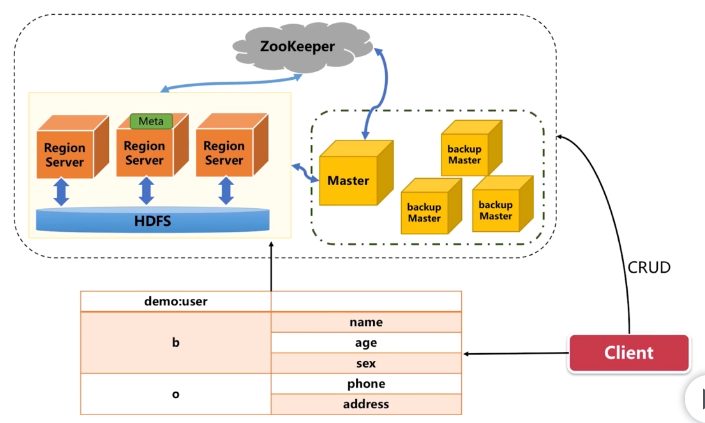 ZooKeeper
Meta
Region
Server
Region
Server
Region
Server
HDFS
Master
backup
Master
backup
Master
backup
Master
CRUD
Client
demo:user
b
name
age
sex
o
phone
address